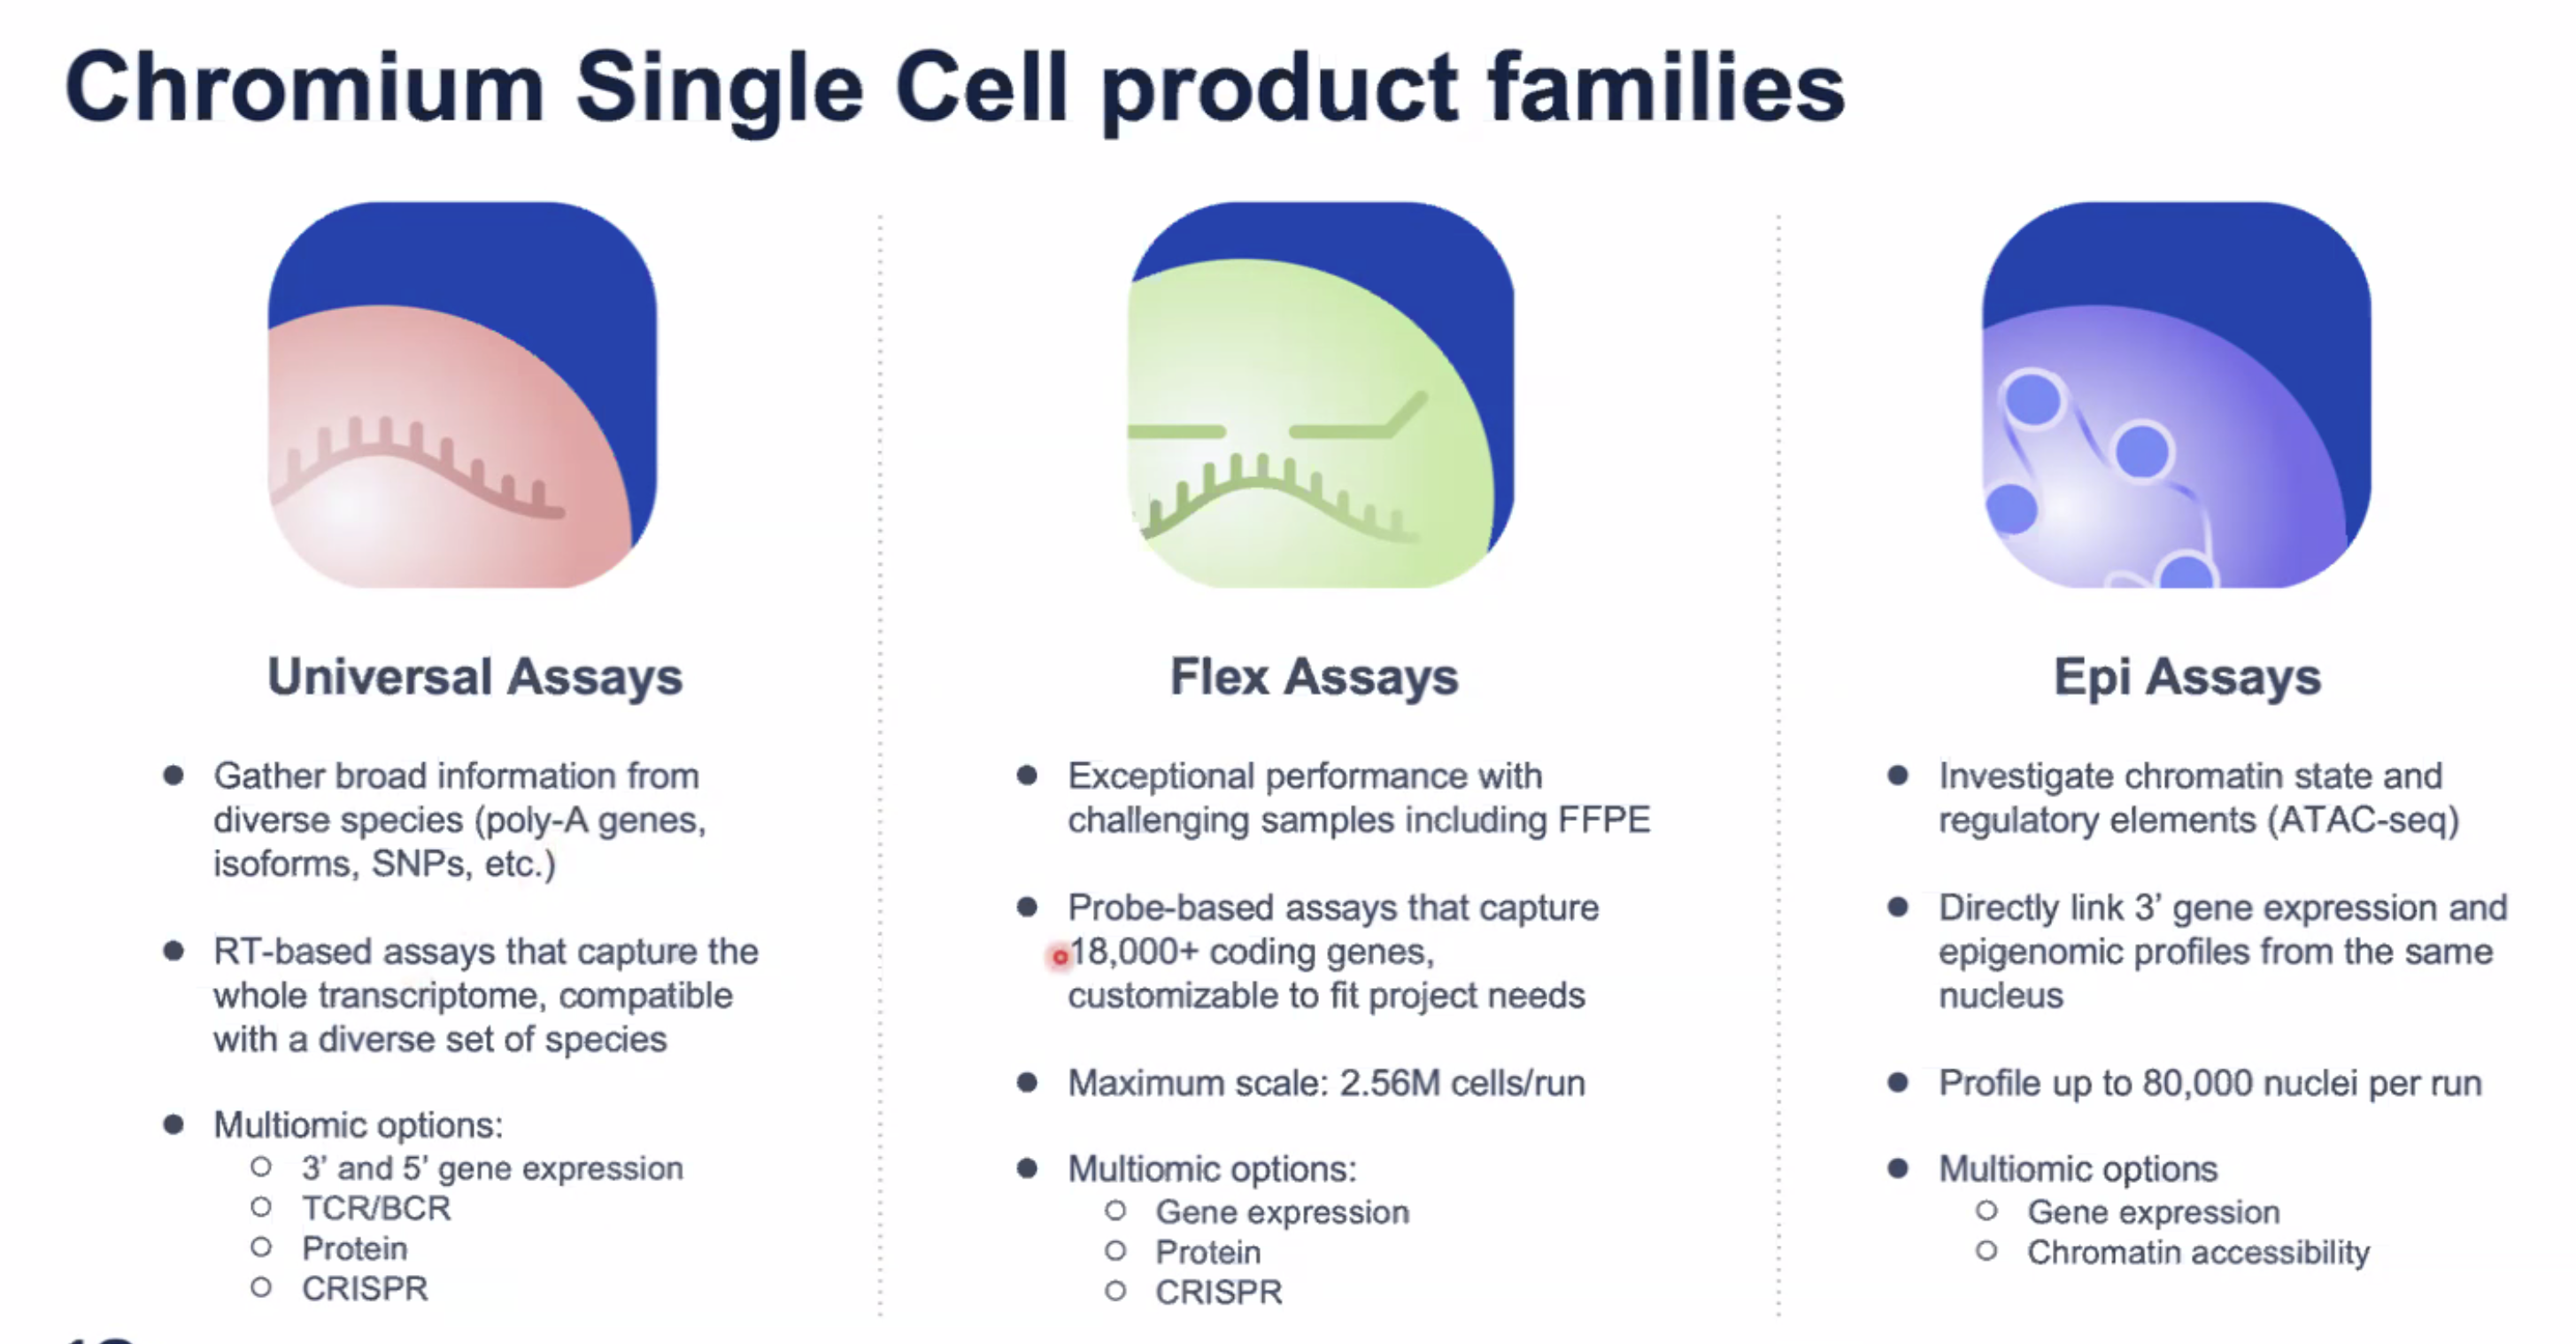 Chromium Single Cell product families
Universal Assays
● Gather broad information from
diverse species (poly-A genes,
isoforms, SNPs, etc.)
● RT-based assays that capture the
whole transcriptome, compatible
with a diverse set of species
● Multiomic options:
○ 3’ and 5’ gene expression
○ TCR/BCR
○ Protein
○ CRISPR
Flex Assays
● Exceptional performance with
challenging samples including FFPE
● Probe-based assays that capture
18,000+ coding genes,
customizable to fit project needs
● Maximum scale: 2.56M cells/run
● Multiomic options:
○ Gene expression
○ Protein
○ CRISPR
Epi Assays
● Investigate chromatin state and
regulatory elements (ATAC-seq)
● Directly link 3’ gene expression and
epigenomic profiles from the same
nucleus
● Profile up to 80,000 nuclei per run
● Multiomic options
○ Gene expression
○ Chromatin accessibility